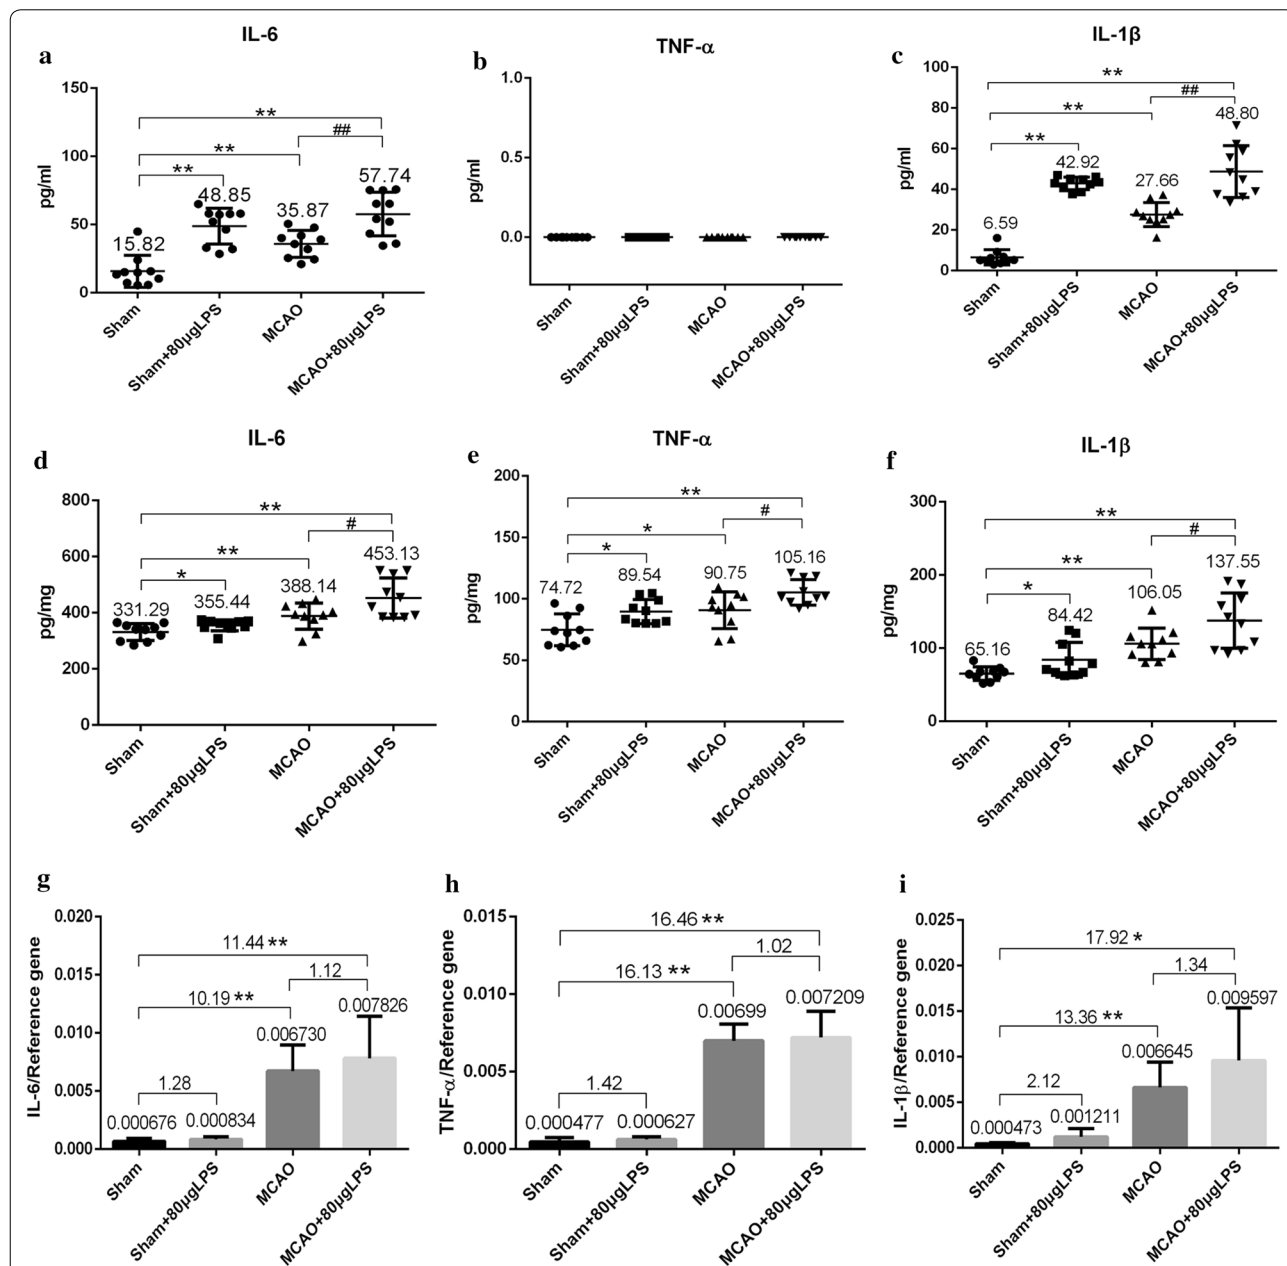 a
IL-6
pg/ml
150
100
50
0
**
##
**
**
15.82
48.85
35.87
57.74
Sham
Sham+80μgLPS
MCAO
MCAO+80μgLPS
b
TNF-α
pg/ml
1.0
0.5
0.0
Sham
Sham+80μgLPS
MCAO
MCAO+80μgLPS
c
IL-1β
pg/ml
100
80
60
40
20
0
**
##
**
**
6.59
42.92
27.66
48.80
Sham
Sham+80μgLPS
MCAO
MCAO+80μgLPS
d
IL-6
pg/mg
800
600
400
200
0
**
#
**
*
331.29
355.44
388.14
453.13
Sham
Sham+80μgLPS
MCAO
MCAO+80μgLPS
e
TNF-α
pg/mg
200
150
100
50
0
**
#
*
*
74.72
89.54
90.75
105.16
Sham
Sham+80μgLPS
MCAO
MCAO+80μgLPS
f
IL-1β
pg/mg
300
200
100
0
**
#
**
*
65.16
84.42
106.05
137.55
Sham
Sham+80μgLPS
MCAO
MCAO+80μgLPS
g
IL-6/Reference gene
0.020
0.015
0.010
0.005
0.000
11.44 **
1.12
10.19 **
1.28
0.000676
0.000834
0.006730
0.007826
Sham
Sham+80μgLPS
MCAO
MCAO+80μgLPS
h
TNF-α/Reference gene
0.015
0.010
0.005
0.000
16.46 **
1.02
16.13 **
1.42
0.000477
0.000627
0.00699
0.007209
Sham
Sham+80μgLPS
MCAO
MCAO+80μgLPS
i
IL-1β/Reference gene
0.025
0.020
0.015
0.010
0.005
0.000
17.92 *
1.34
13.36 **
2.12
0.000473
0.001211
0.006645
0.009597
Sham
Sham+80μgLPS
MCAO
MCAO+80μgLPS